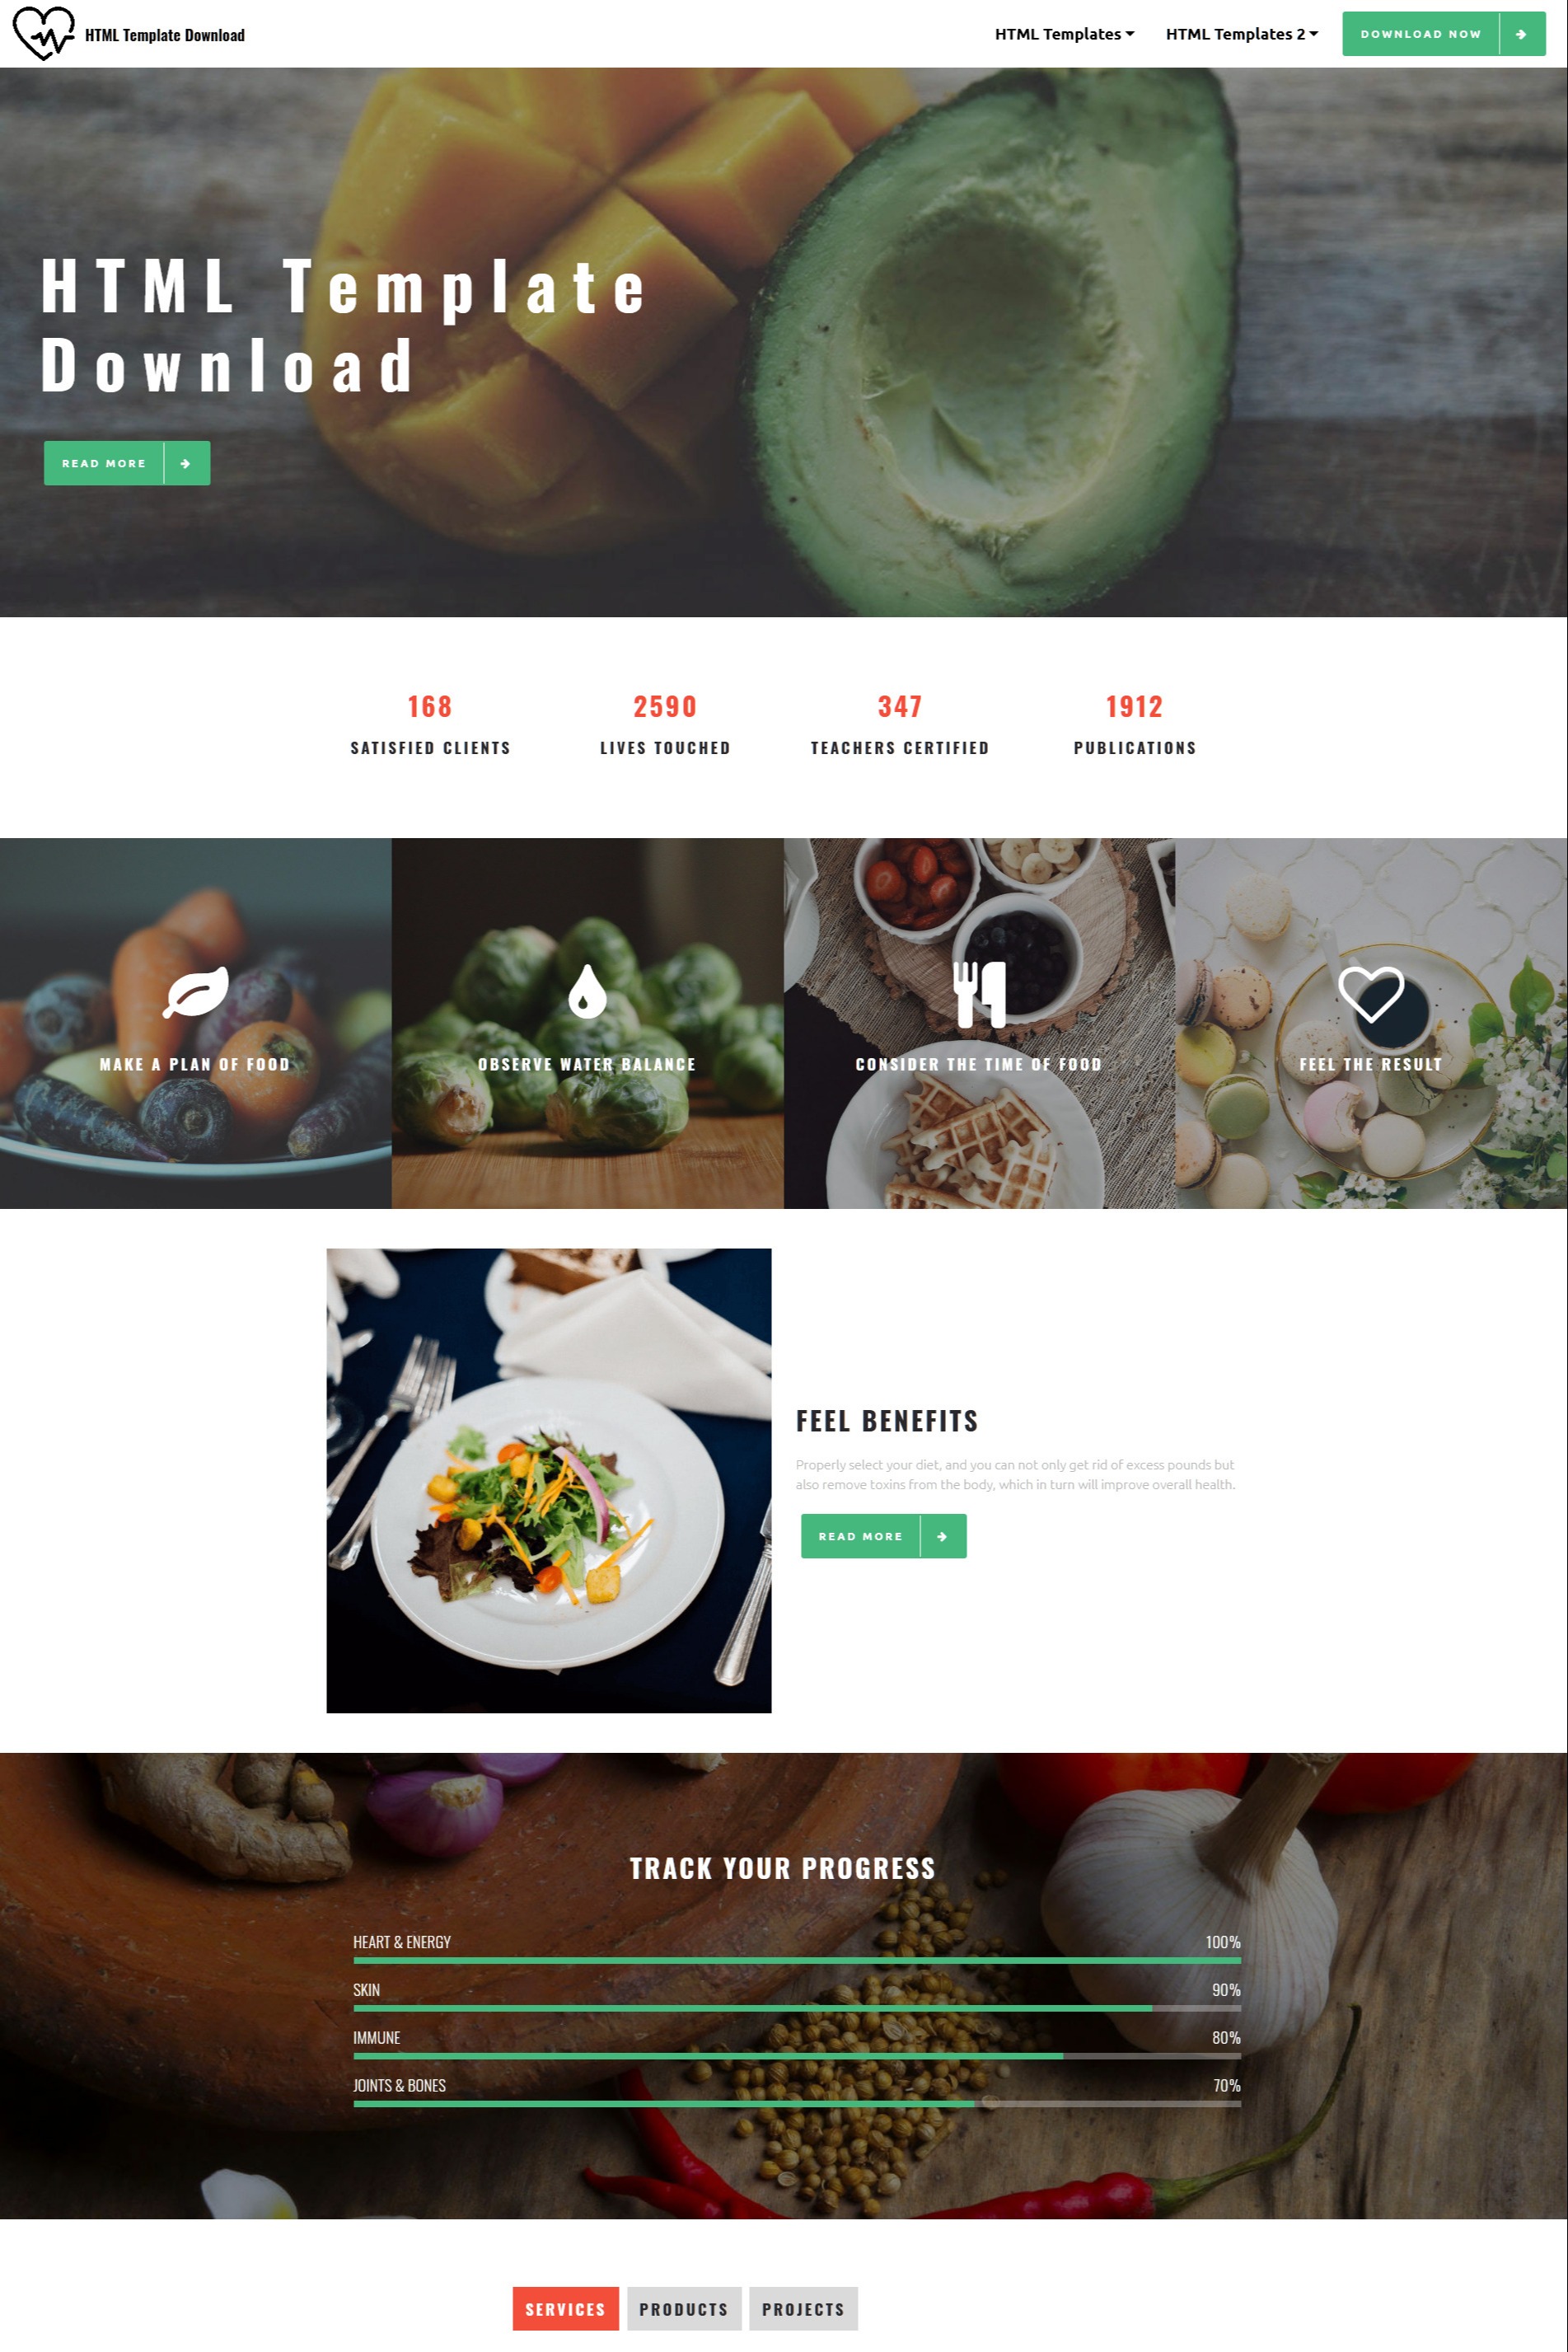 HTML Template Download
HTML Templates
HTML Templates 2
DOWNLOAD NOW
HTML Template
Download
READ MORE
168
SATISFIED CLIENTS
2590
LIVES TOUCHED
347
TEACHERS CERTIFIED
1912
PUBLICATIONS
MAKE A PLAN OF FOOD
OBSERVE WATER BALANCE
CONSIDER THE TIME OF FOOD
FEEL THE RESULT
FEEL BENEFITS
Properly select your diet, and you can not only get rid of excess pounds but
also remove toxins from the body, which in turn will improve overall health.
READ MORE
TRACK YOUR PROGRESS
HEART & ENERGY 100%
SKIN 90%
IMMUNE 80%
JOINTS & BONES 70%
SERVICES
PRODUCTS
PROJECTS